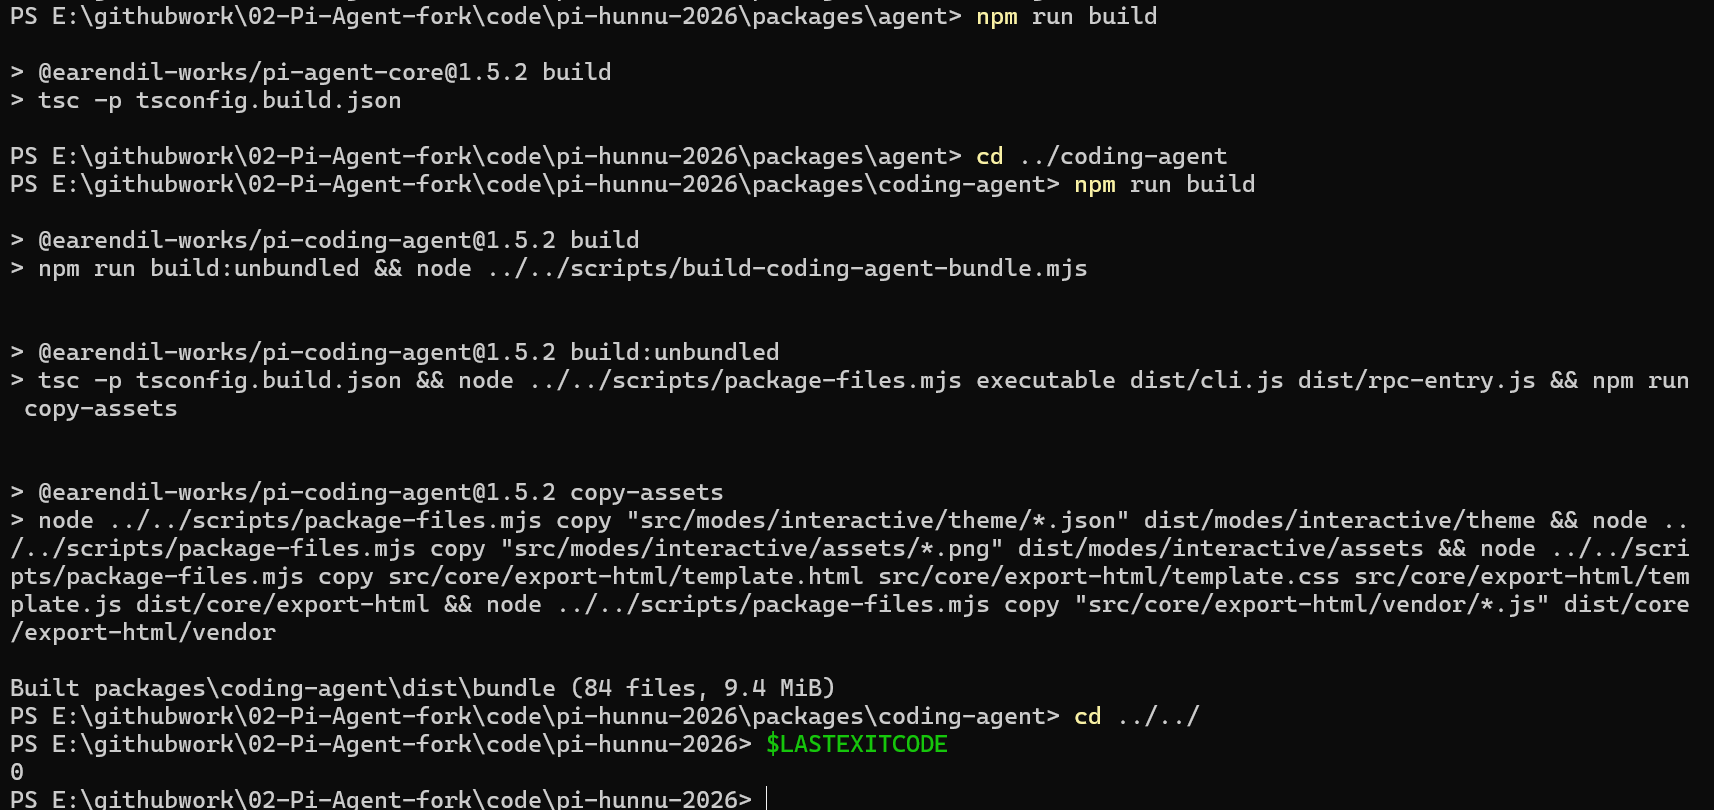 PS E:\githubwork\02-Pi-Agent-fork\code\pi-hunnu-2026\packages\agent> npm run build
> @earendil-works/pi-agent-core@1.5.2 build
> tsc -p tsconfig.build.json
PS E:\githubwork\02-Pi-Agent-fork\code\pi-hunnu-2026\packages\agent> cd ../coding-agent
PS E:\githubwork\02-Pi-Agent-fork\code\pi-hunnu-2026\packages\coding-agent> npm run build
> @earendil-works/pi-coding-agent@1.5.2 build
> npm run build:unbundled && node ../../scripts/build-coding-agent-bundle.mjs
> @earendil-works/pi-coding-agent@1.5.2 build:unbundled
> tsc -p tsconfig.build.json && node ../../scripts/package-files.mjs executable dist/cli.js dist/rpc-entry.js && npm run
 copy-assets
> @earendil-works/pi-coding-agent@1.5.2 copy-assets
> node ../../scripts/package-files.mjs copy "src/modes/interactive/theme/*.json" dist/modes/interactive/theme && node ..
/../scripts/package-files.mjs copy "src/modes/interactive/assets/*.png" dist/modes/interactive/assets && node ../../scri
pts/package-files.mjs copy src/core/export-html/template.html src/core/export-html/template.css src/core/export-html/tem
plate.js dist/core/export-html && node ../../scripts/package-files.mjs copy "src/core/export-html/vendor/*.js" dist/core
/export-html/vendor
Built packages\coding-agent\dist\bundle (84 files, 9.4 MiB)
PS E:\githubwork\02-Pi-Agent-fork\code\pi-hunnu-2026\packages\coding-agent> cd ../../
PS E:\githubwork\02-Pi-Agent-fork\code\pi-hunnu-2026> $LASTEXITCODE
0
PS E:\githubwork\02-Pi-Agent-fork\code\pi-hunnu-2026>